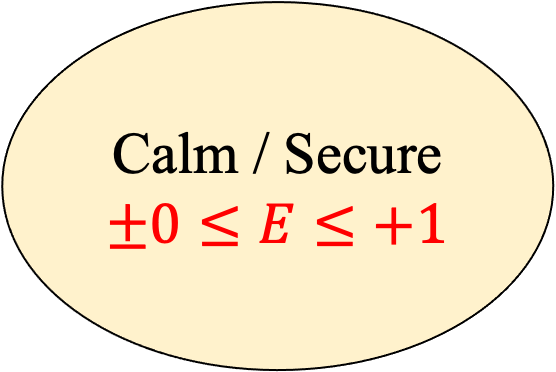 Calm / Secure
±0 ≤ E ≤ +1